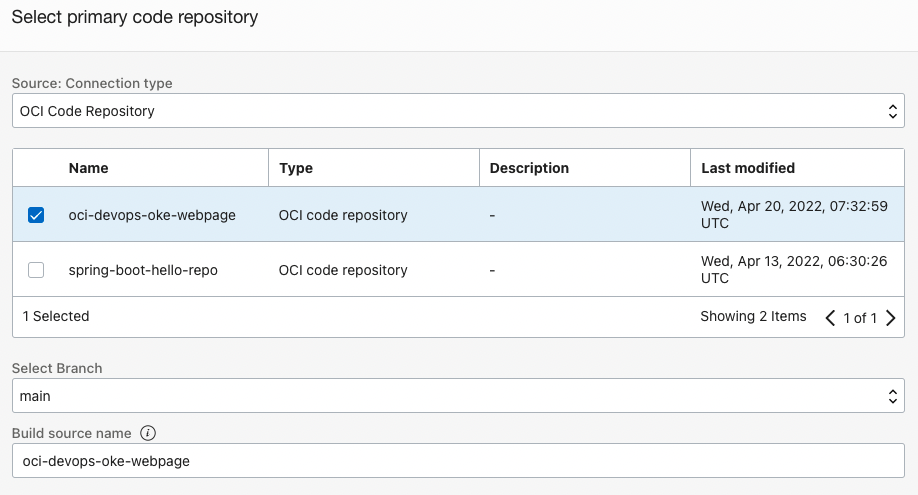 Select primary code repository
Source: Connection type
OCI Code Repository
Name Type Description Last modified
oci-devops-oke-webpage OCI code repository - Wed, Apr 20, 2022, 07:32:59
UTC
spring-boot-hello-repo OCI code repository - Wed, Apr 13, 2022, 06:30:26
UTC
1 Selected Showing 2 Items 1 of 1
Select Branch
main
Build source name i
oci-devops-oke-webpage